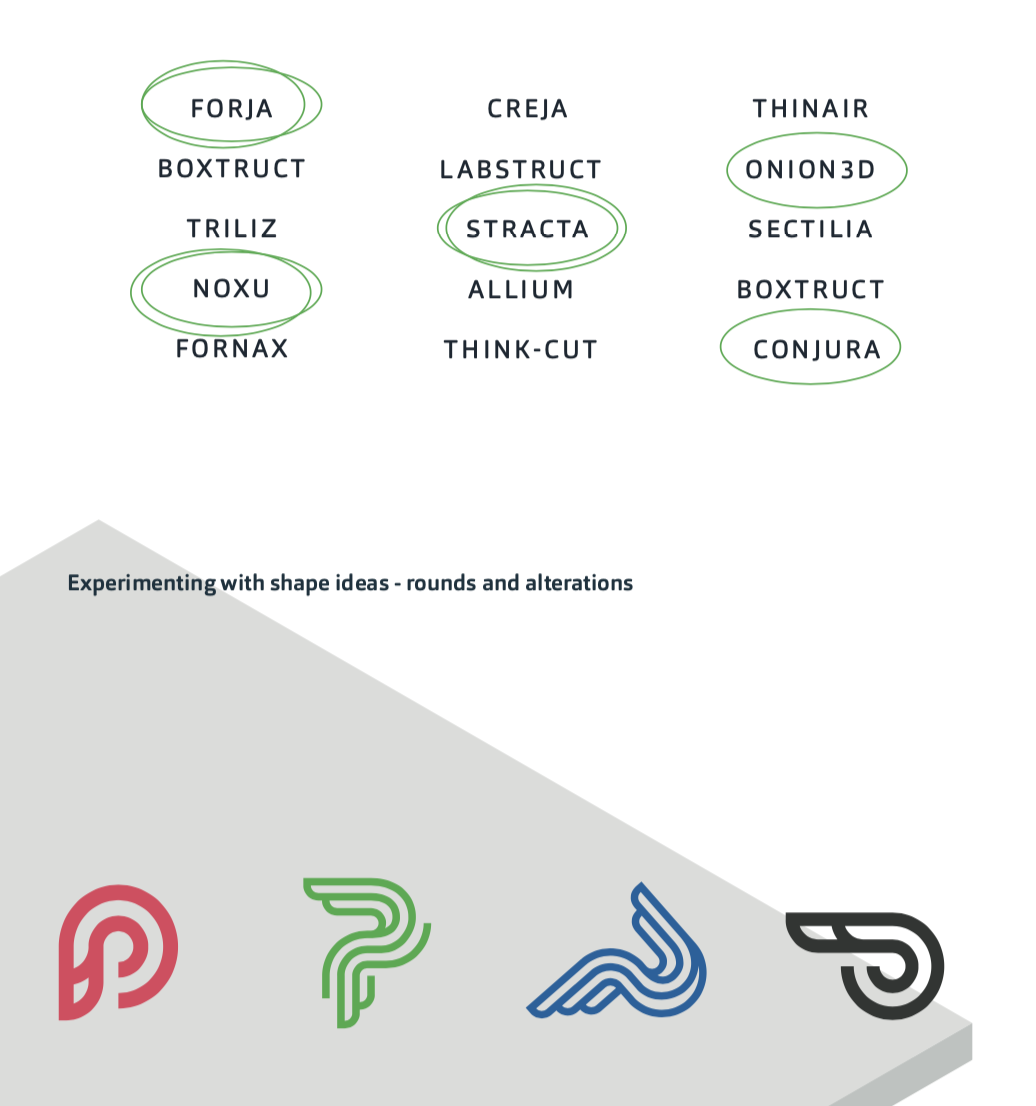 FORJA CREJA THINAIR
BOXTRUCT LABSTRUCT ONION3D
TRILIZ STRACTA SECTILIA
NOXU ALLIUM BOXTRUCT
FORNAX THINK-CUT CONJURA
Experimenting with shape ideas - rounds and alterations